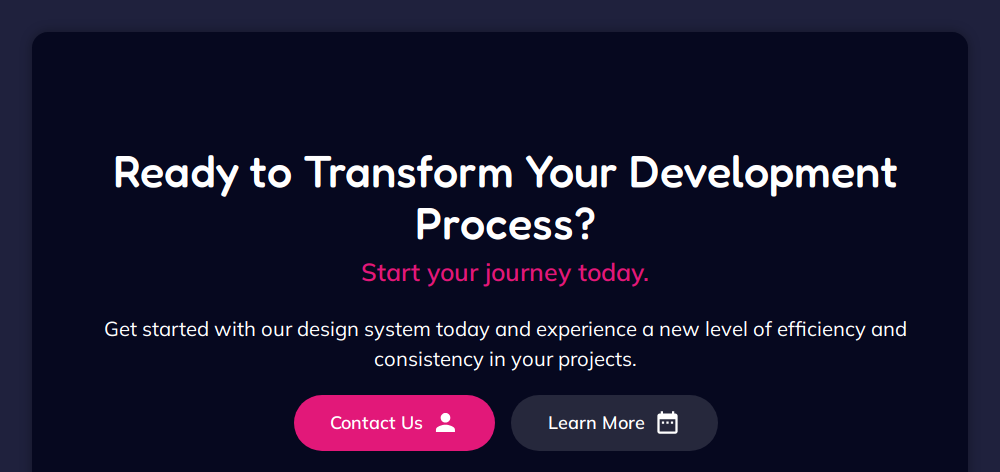 Ready to Transform Your Development
Process?
Start your journey today.
Get started with our design system today and experience a new level of efficiency and
consistency in your projects.
Contact Us
Learn More